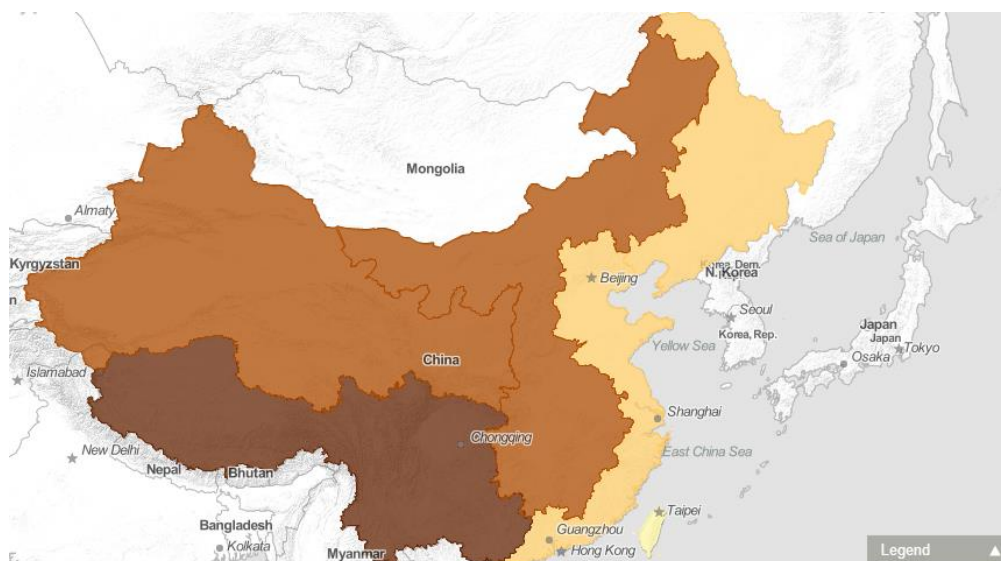 Mongolia
Almaty
Kyrgyzstan
n
Sea of Japan
Korea, Dem.
N. Korea
Beijing
Seoul
Korea, Rep.
Japan
Japan
Tokyo
Osaka
Yellow Sea
China
Islamabad
Shanghai
Chongqing
East China Sea
New Delhi
Nepal
Bhutan
Taipei
Bangladesh
Guangzhou
Kolkata
Hong Kong
Myanmar
Legend